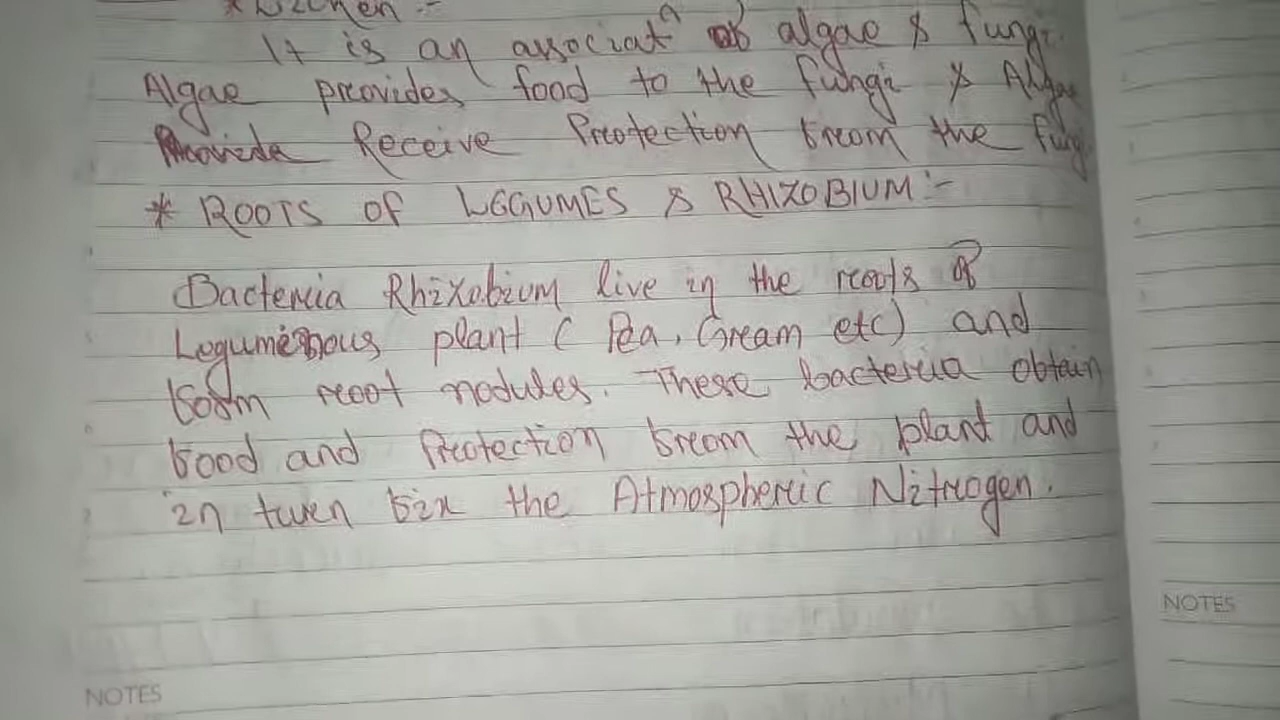 * Lichen :-
It is an associatⁿ of algae & fungi.
Algae provides food to the fungi & Algae
Receive Protection from the fungi
* ROOTS OF LEGUMES & RHIZOBIUM :-
Bacteria Rhizobium live in the roots of
Leguminous plant ( Pea, Gream etc) and
form root nodules. These bacteria obtain
food and Protection from the plant and
in turn fix the Atmospheric Nitrogen.
NOTES
NOTES